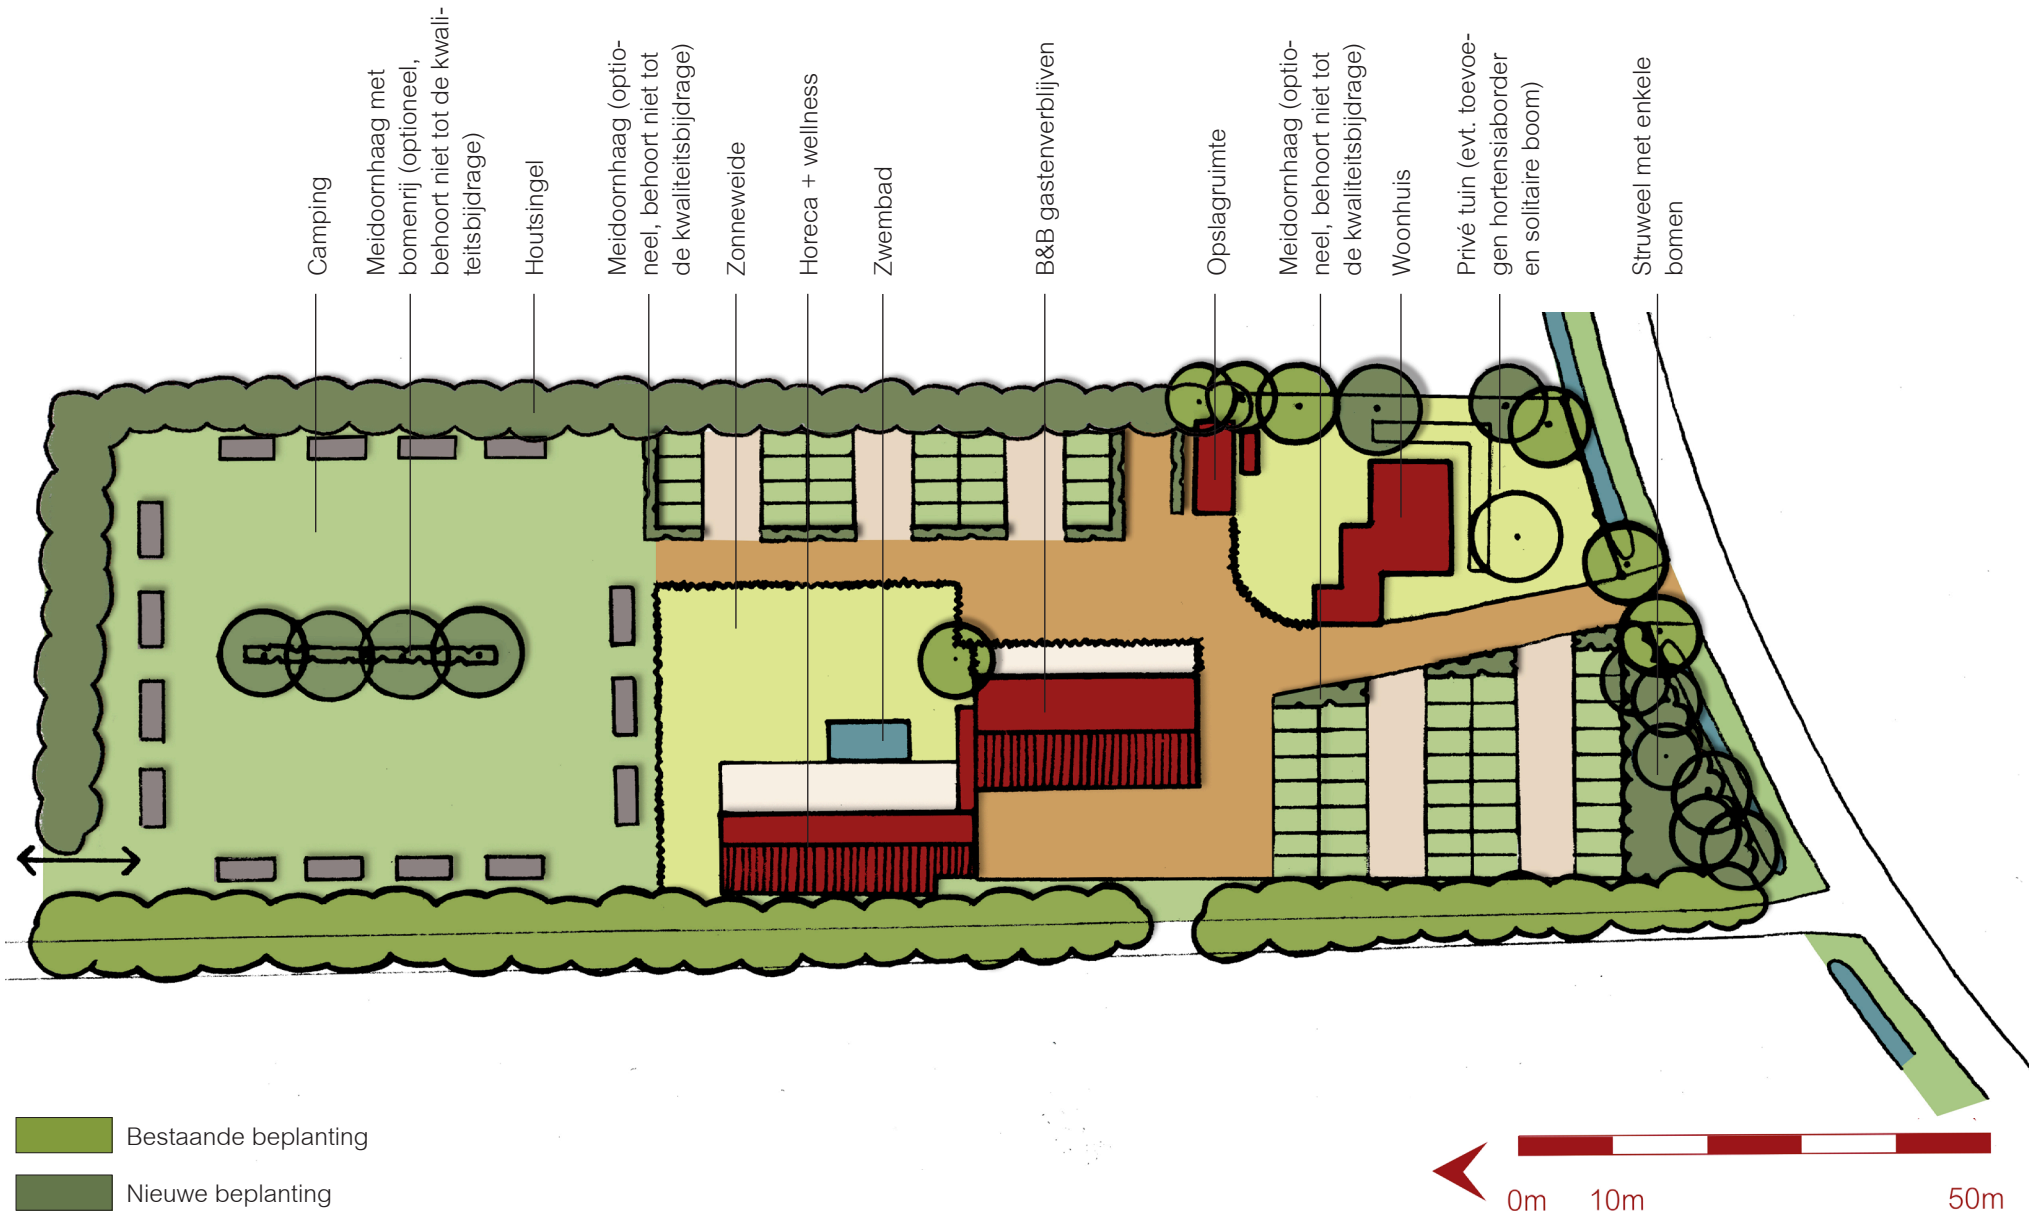 Camping
Meidoornhaag met
bomenrij (optioneel,
behoort niet tot de kwali-
teitsbijdrage)
Houtsingel
Meidoornhaag (optio-
neel, behoort niet tot
de kwaliteitsbijdrage)
Zonneweide
Horeca + wellness
Zwembad
B&B gastenverblijven
Opslagruimte
Meidoornhaag (optio-
neel, behoort niet tot
de kwaliteitsbijdrage)
Woonhuis
Privé tuin (evt. toevoe-
gen hortensiaborder
en solitaire boom)
Struweel met enkele
bomen
Bestaande beplanting
Nieuwe beplanting
0m 10m 50m